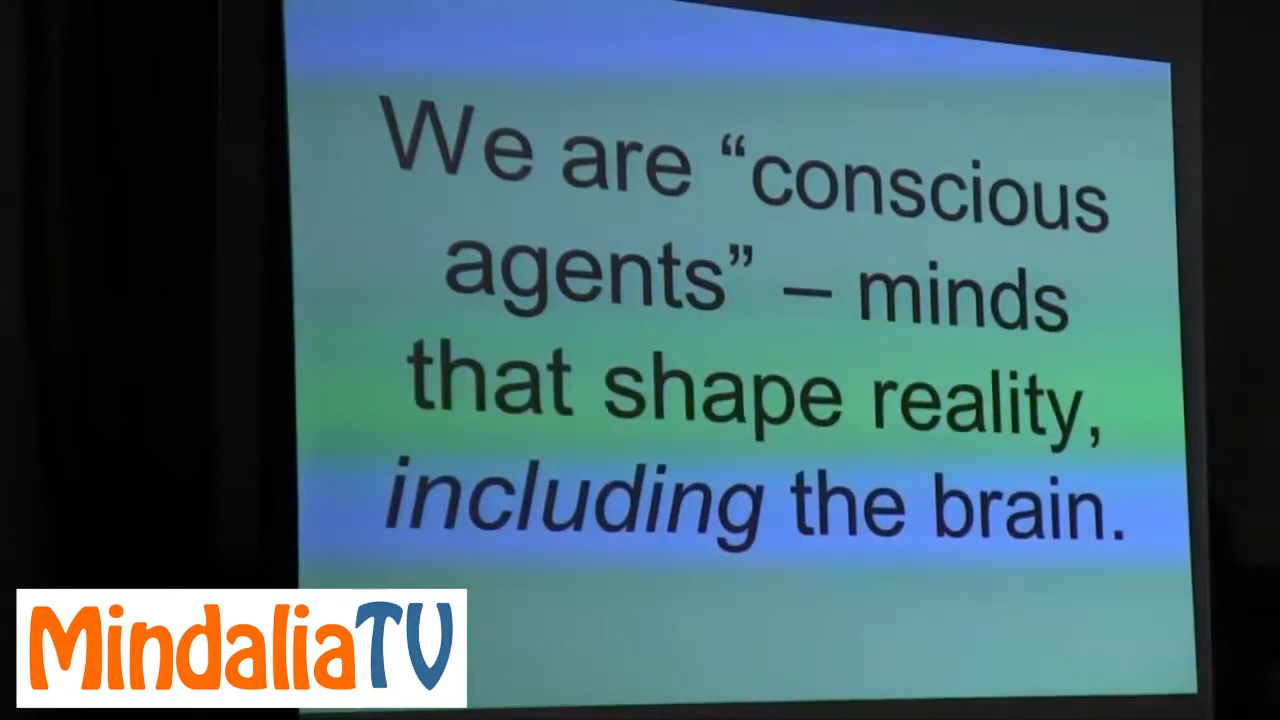 We are “conscious
agents” – minds
that shape reality,
including the brain.
MindaliaTV